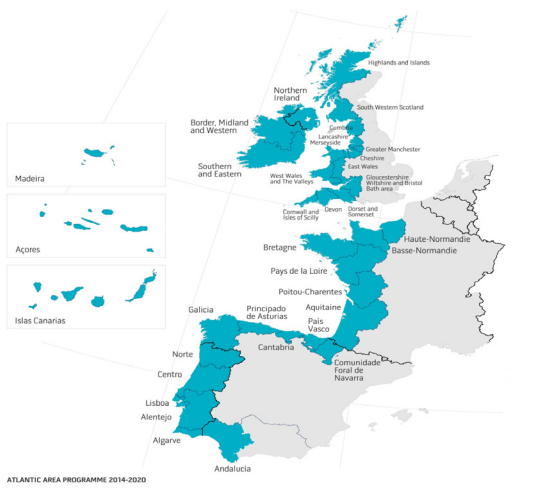 Highlands and Islands
Northern
Ireland
South Western Scotland
Border, Midland
and Western
Cumbria
Lancashire
Merseyside
Greater Manchester
Cheshire
East Wales
Southern
and Eastern
West Wales
and The Valleys
Gloucestershire
Wiltshire and Bristol
Bath area
Cornwall and
Isles of Scilly
Devon
Dorset and
Somerset
Madeira
Açores
Islas Canarias
Haute-Normandie
Basse-Normandie
Bretagne
Pays de la Loire
Poitou-Charentes
Aquitaine
Galicia
Principado
de Asturias
País
Vasco
Cantabria
Comunidade
Foral de
Navarra
Norte
Centro
Lisboa
Alentejo
Algarve
Andalucia
ATLANTIC AREA PROGRAMME 2014-2020